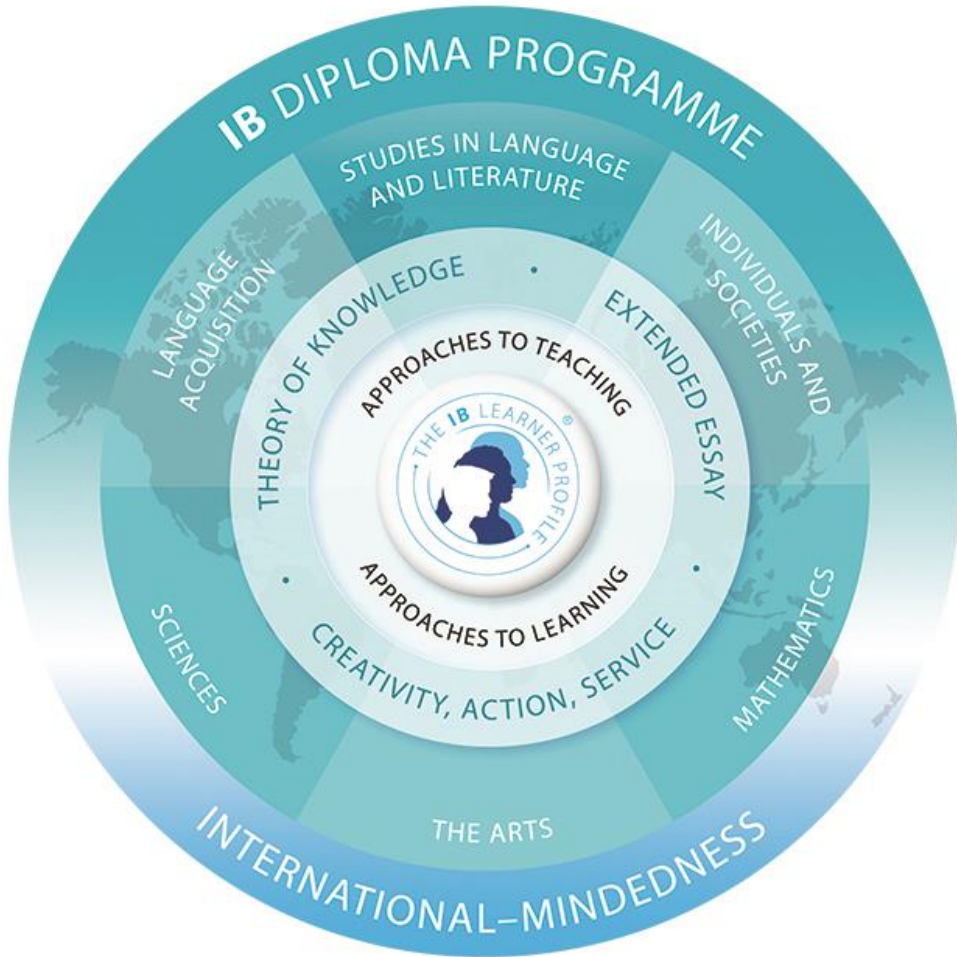 IB DIPLOMA PROGRAMME
STUDIES IN LANGUAGE
AND LITERATURE
LANGUAGE
ACQUISITION
INDIVIDUALS AND
SOCIETIES
THEORY OF KNOWLEDGE •
EXTENDED ESSAY •
APPROACHES TO TEACHING
THE IB LEARNER PROFILE ®
APPROACHES TO LEARNING
CREATIVITY, ACTION, SERVICE •
SCIENCES
MATHEMATICS
THE ARTS
INTERNATIONAL–MINDEDNESS